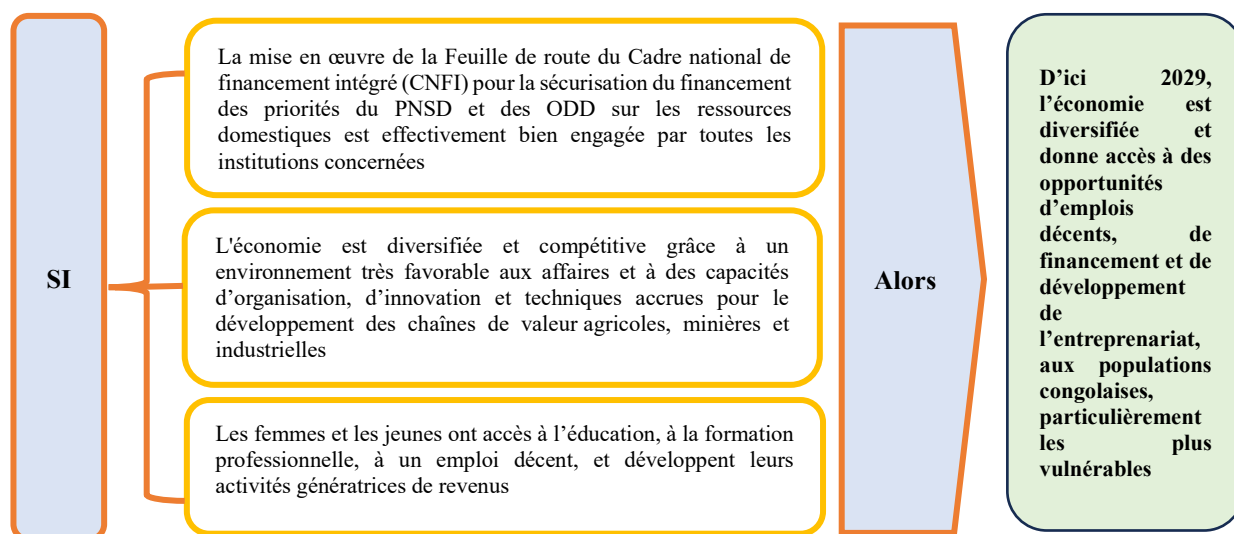 SI
La mise en œuvre de la Feuille de route du Cadre national de
financement intégré (CNFI) pour la sécurisation du financement
des priorités du PNSD et des ODD sur les ressources
domestiques est effectivement bien engagée par toutes les
institutions concernées
L'économie est diversifiée et compétitive grâce à un
environnement très favorable aux affaires et à des capacités
d’organisation, d’innovation et techniques accrues pour le
développement des chaînes de valeur agricoles, minières et
industrielles
Les femmes et les jeunes ont accès à l’éducation, à la formation
professionnelle, à un emploi décent, et développent leurs
activités génératrices de revenus
Alors
D’ici 2029,
l’économie est
diversifiée et
donne accès à des
opportunités
d’emplois
décents, de
financement et de
développement
de
l’entreprenariat,
aux populations
congolaises,
particulièrement
les plus
vulnérables